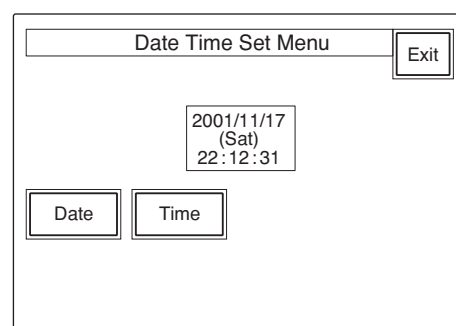 Date Time Set Menu
Exit
2001/11/17
(Sat)
22:12:31
Date
Time